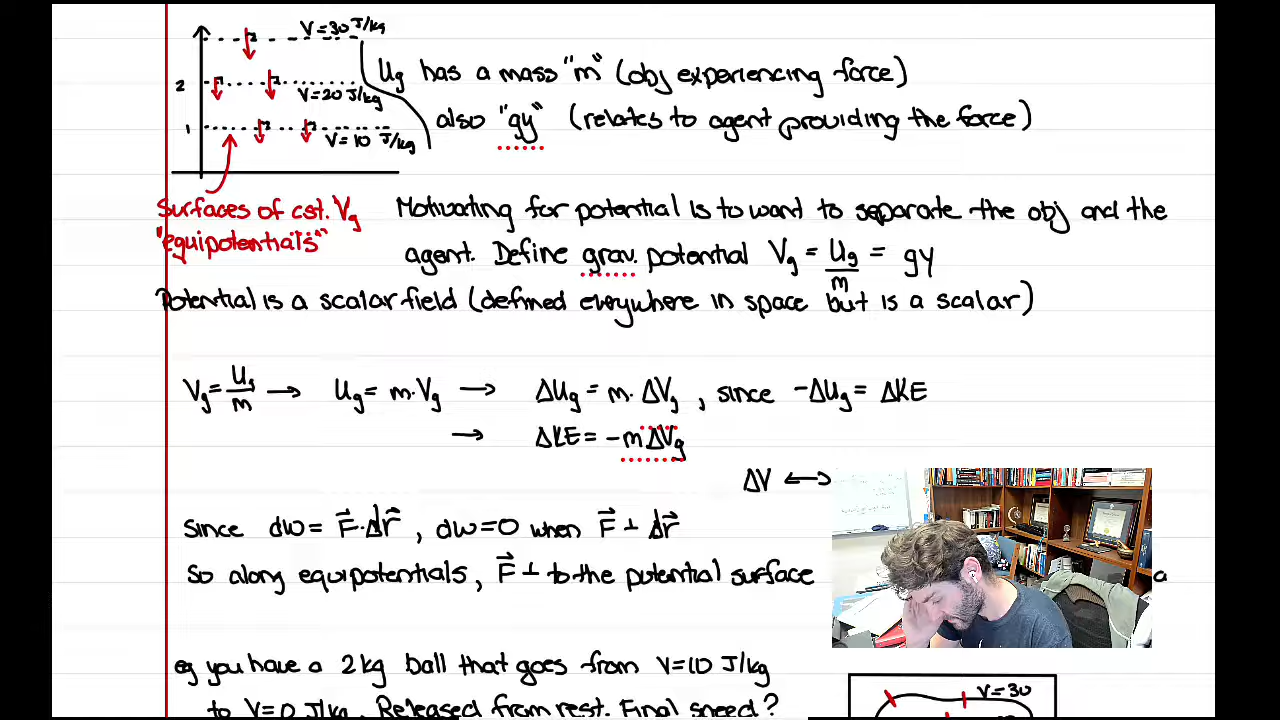 V=30 J/kg
2
V=20 J/kg
1
V=10 J/kg
Ug has a mass "m" (obj experiencing force)
also "gy" (relates to agent providing the force)
Surfaces of cst. Vg
"equipotentials"
Motivating for potential is to want to separate the obj and the
agent. Define grav. potential Vg = Ug/m = gy
Potential is a scalar field (defined everywhere in space but is a scalar)
Vg = Ug/m → Ug = m·Vg → ΔUg = m·ΔVg , since -ΔUg = ΔKE
→ ΔKE = -mΔVg
ΔV ↔
Since dw = F⃗·dr⃗ , dw=0 when F⃗ ⊥ dr⃗
So along equipotentials, F⃗ ⊥ to the potential surface
a
eg you have a 2kg ball that goes from V=10 J/kg
to V=0 J/kg. Released from rest. Final speed?
V=30